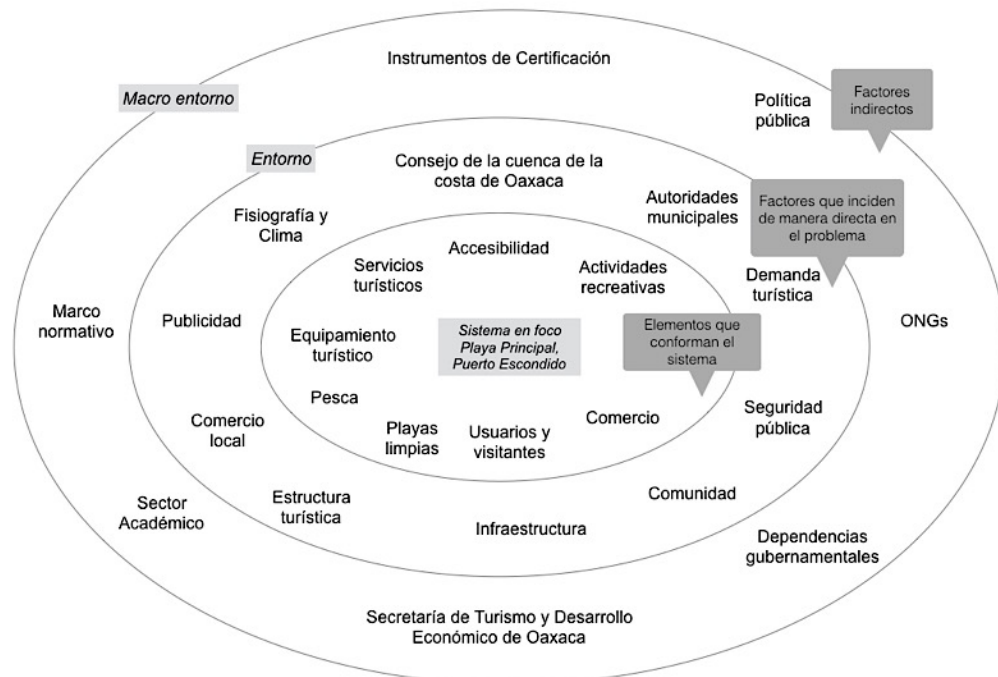 Instrumentos de Certificación
Macro entorno
Política
pública
Factores
indirectos
Entorno
Consejo de la cuenca de la
costa de Oaxaca
Autoridades
municipales
Factores que inciden
de manera directa en
el problema
Fisiografía y
Clima
Accesibilidad
Servicios
turísticos
Actividades
recreativas
Demanda
turística
Marco
normativo
Publicidad
Equipamiento
turístico
Sistema en foco
Playa Principal,
Puerto Escondido
Elementos que
conforman el
sistema
ONGs
Pesca
Playas
limpias
Usuarios y
visitantes
Comercio
Seguridad
pública
Comercio
local
Sector
Académico
Estructura
turística
Infraestructura
Comunidad
Dependencias
gubernamentales
Secretaría de Turismo y Desarrollo
Económico de Oaxaca